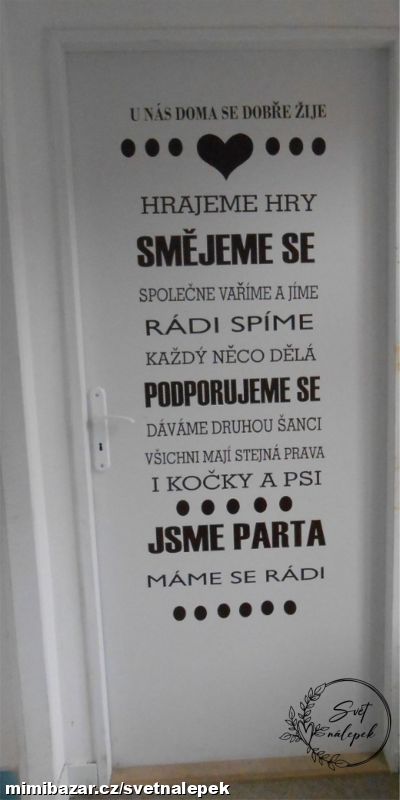 U NÁS DOMA SE DOBŘE ŽIJE
HRAJEME HRY
SMĚJEME SE
SPOLEČNE VAŘÍME A JÍME
RÁDI SPÍME
KAŽDÝ NĚCO DĚLÁ
PODPORUJEME SE
DÁVÁME DRUHOU ŠANCI
VŠICHNI MAJÍ STEJNÁ PRAVA
I KOČKY A PSI
JSME PARTA
MÁME SE RÁDI
Svět
nálepek
mimibazar.cz/svetnalepek